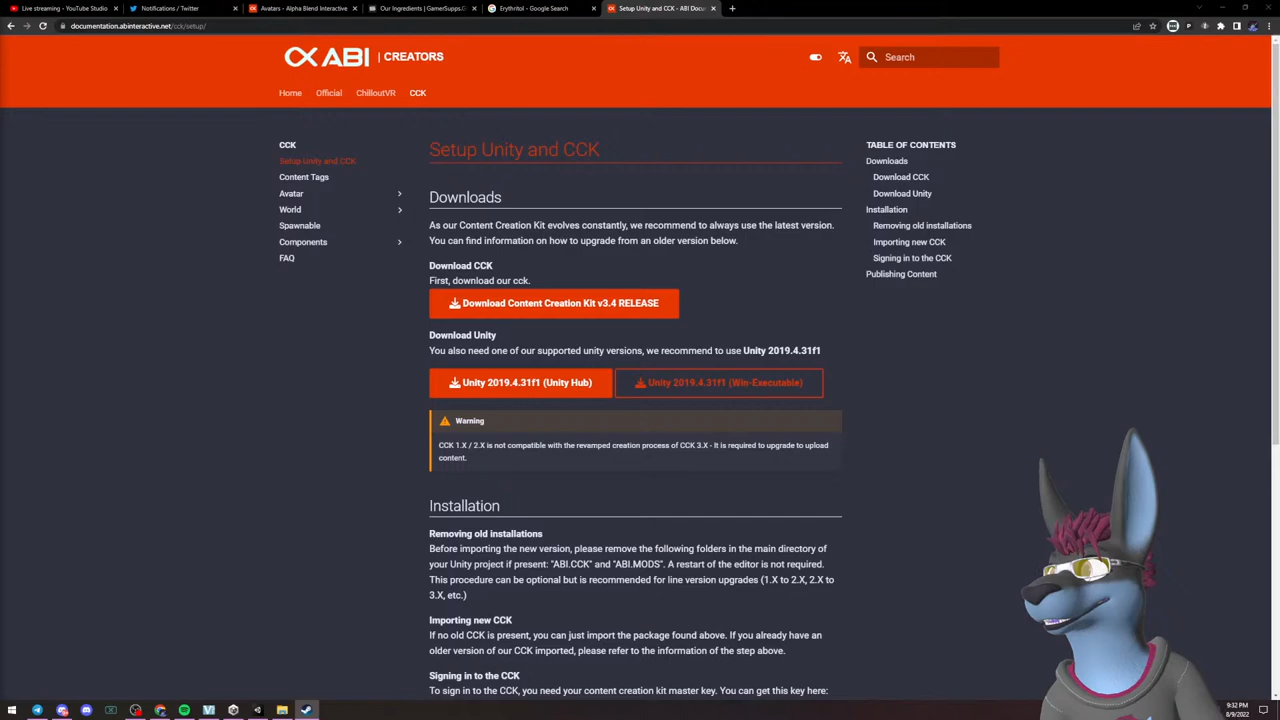 Live streaming - YouTube Studio
Notifications / Twitter
Avatars - Alpha Blend Interactive
Our Ingredients | GamerSupps.G
Erythritol - Google Search
Setup Unity and CCK - ABI Docu
documentation.abinteractive.net/cck/setup/
ABI | CREATORS
Search
Home
Official
ChilloutVR
CCK
CCK
Setup Unity and CCK
Content Tags
Avatar
World
Spawnable
Components
FAQ
Setup Unity and CCK
Downloads
As our Content Creation Kit evolves constantly, we recommend to always use the latest version.
You can find information on how to upgrade from an older version below.
Download CCK
First, download our cck.
Download Content Creation Kit v3.4 RELEASE
Download Unity
You also need one of our supported unity versions, we recommend to use Unity 2019.4.31f1
Unity 2019.4.31f1 (Unity Hub)
Unity 2019.4.31f1 (Win-Executable)
Warning
CCK 1.X / 2.X is not compatible with the revamped creation process of CCK 3.X - It is required to upgrade to upload
content.
Installation
Removing old installations
Before importing the new version, please remove the following folders in the main directory of
your Unity project if present: "ABI.CCK" and "ABI.MODS". A restart of the editor is not required.
This procedure can be optional but is recommended for line version upgrades (1.X to 2.X, 2.X to
3.X, etc.)
Importing new CCK
If no old CCK is present, you can just import the package found above. If you already have an
older version of our CCK imported, please refer to the information of the step above.
Signing in to the CCK
To sign in to the CCK, you need your content creation kit master key. You can get this key here:
TABLE OF CONTENTS
Downloads
Download CCK
Download Unity
Installation
Removing old installations
Importing new CCK
Signing in to the CCK
Publishing Content
9:32 PM
8/9/2022